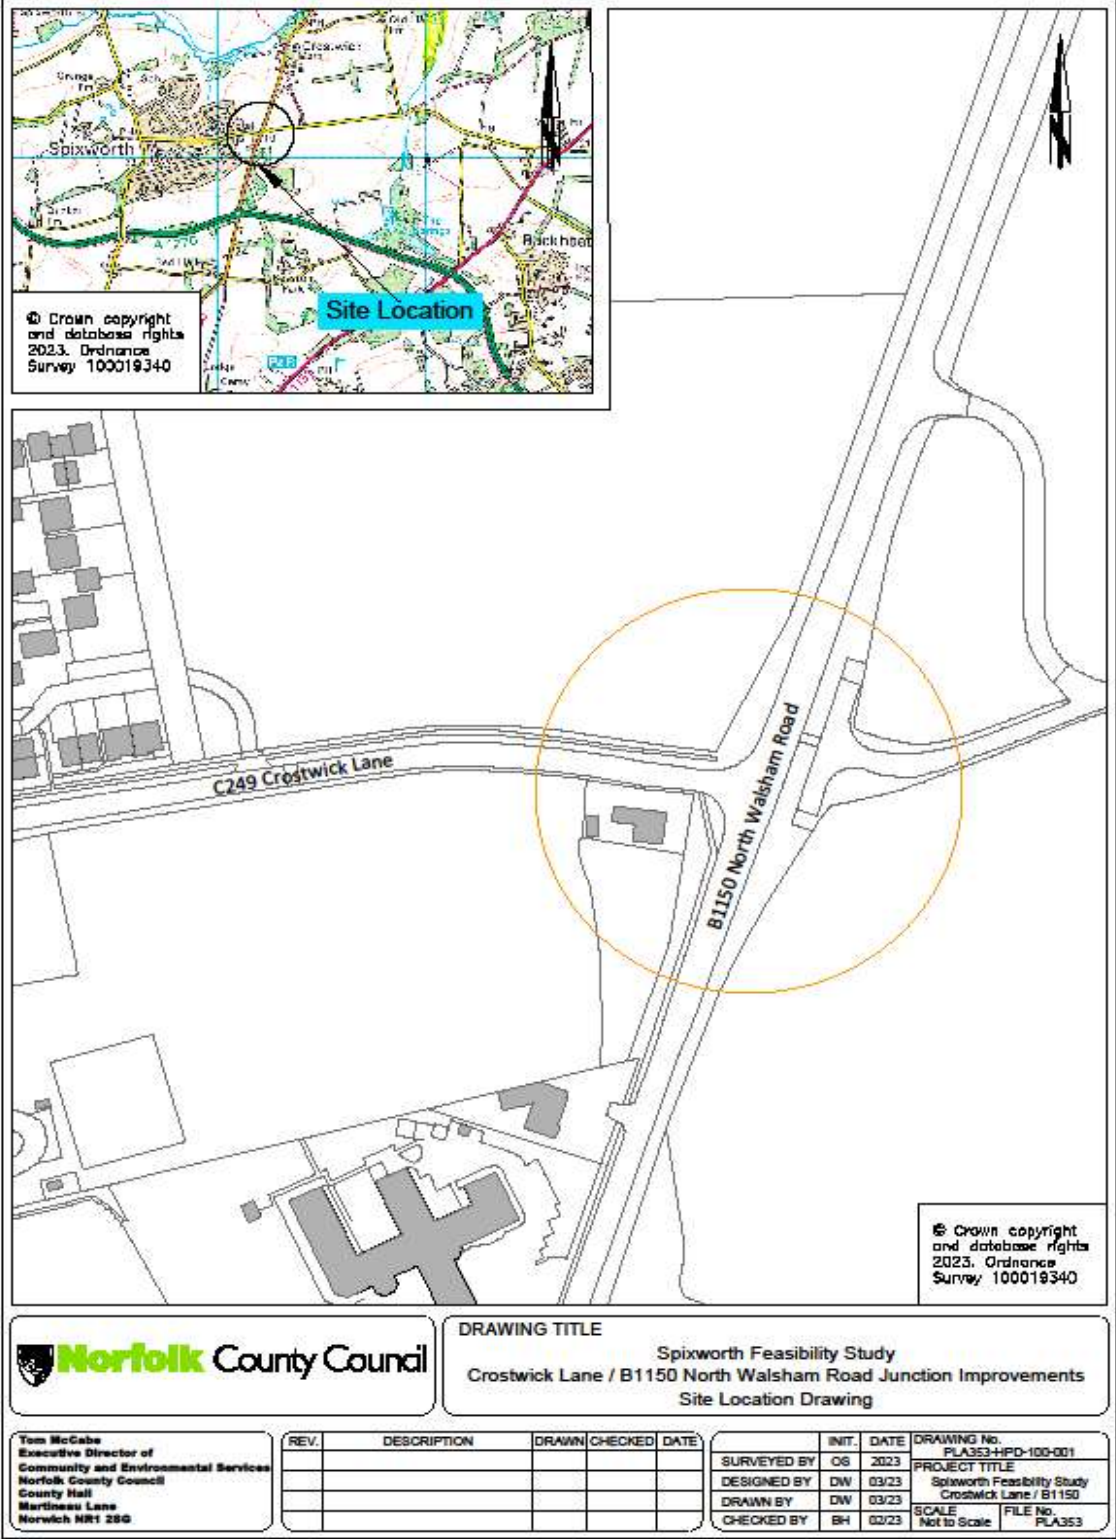 Crostwick
Spixworth
A1270
Site Location
© Crown copyright
and database rights
2023. Ordnance
Survey 100019340
C249 Crostwick Lane
B1150 North Walsham Road
© Crown copyright
and database rights
2023. Ordnance
Survey 100019340
Norfolk County Council
DRAWING TITLE
Spixworth Feasibility Study
Crostwick Lane / B1150 North Walsham Road Junction Improvements
Site Location Drawing
Tom McCabe
Executive Director of
Community and Environmental Services
Norfolk County Council
County Hall
Martineau Lane
Norwich NR1 2SG
REV. DESCRIPTION DRAWN CHECKED DATE
INIT. DATE
SURVEYED BY OS 2023
DESIGNED BY DW 03/23
DRAWN BY DW 03/23
CHECKED BY BH 02/23
DRAWING No.
PLA353-HPD-100-001
PROJECT TITLE
Spixworth Feasibility Study
Crostwick Lane / B1150
SCALE FILE No.
Not to Scale PLA353